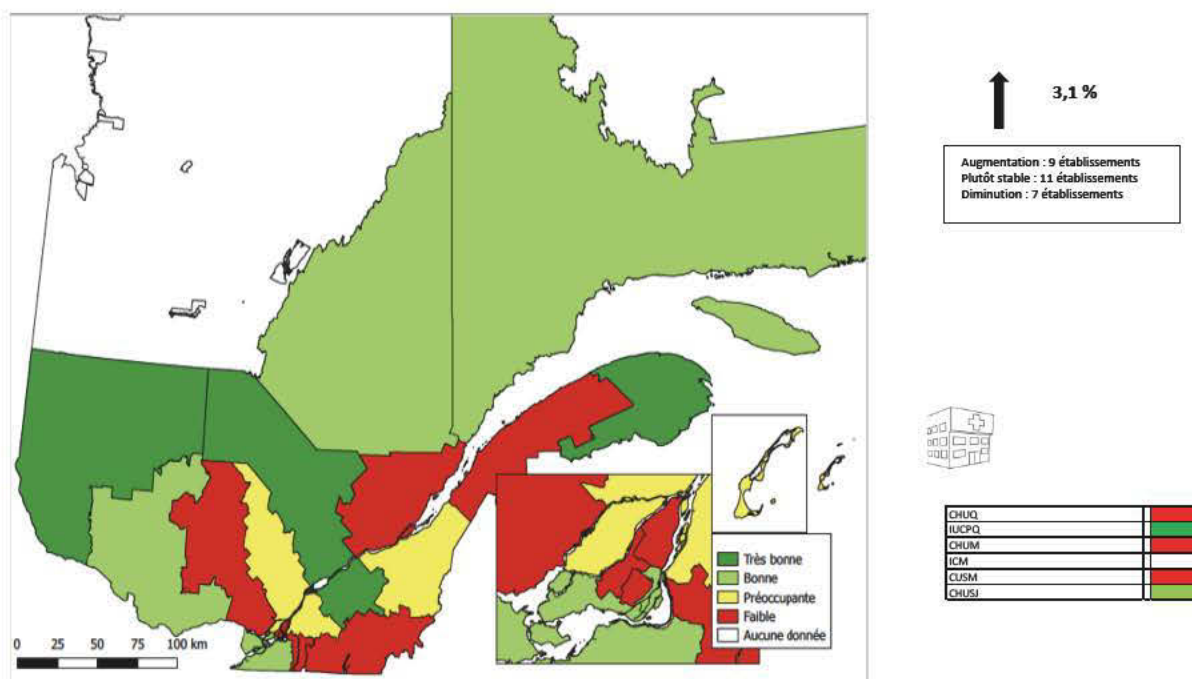 3,1 %
Augmentation : 9 établissements
Plutôt stable : 11 établissements
Diminution : 7 établissements
Très bonne
Bonne
Préoccupante
Faible
Aucune donnée
0 25 50 75 100 km
CHUQ
IUCPQ
CHUM
ICM
CUSM
CHUSJ